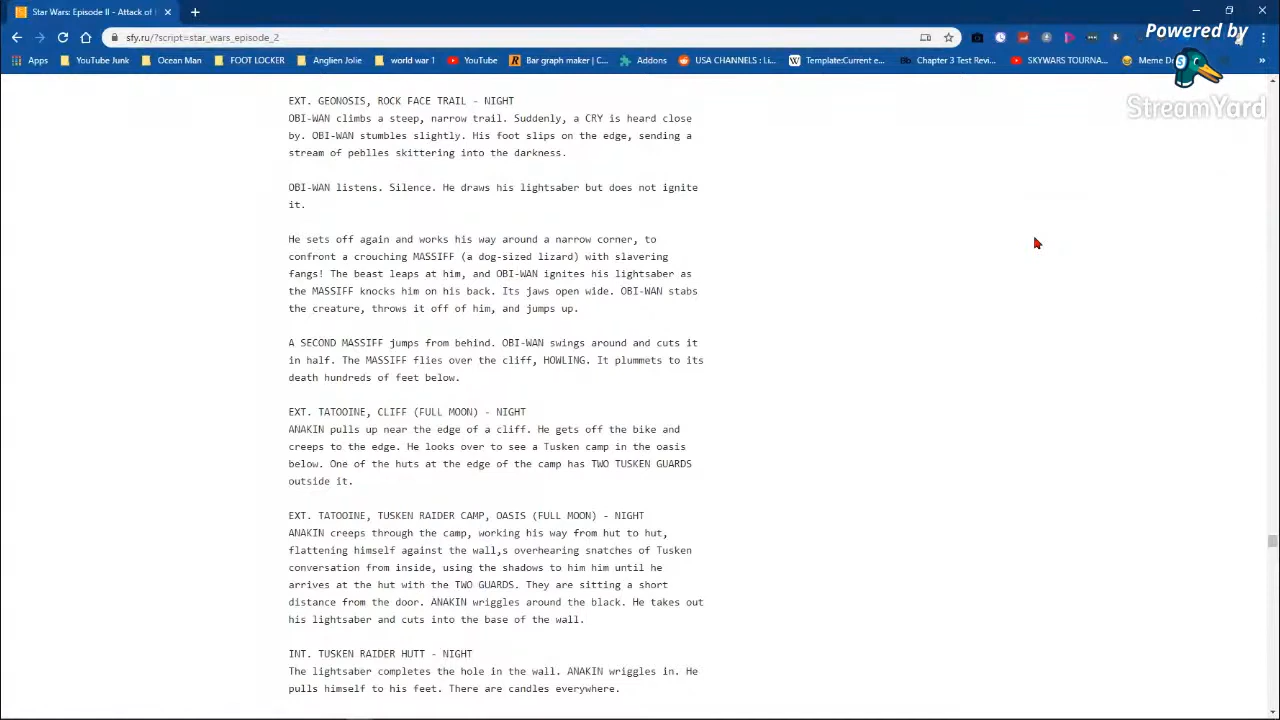 Star Wars: Episode II - Attack of
sfy.ru/?script=star_wars_episode_2
Powered by
Apps
YouTube Junk
Ocean Man
FOOT LOCKER
Anglien Jolie
world war 1
YouTube
Bar graph maker | C...
Addons
USA CHANNELS : Li...
Template:Current e...
Chapter 3 Test Revi...
SKYWARS TOURNA...
Meme De
StreamYard
EXT. GEONOSIS, ROCK FACE TRAIL - NIGHT
OBI-WAN climbs a steep, narrow trail. Suddenly, a CRY is heard close
by. OBI-WAN stumbles slightly. His foot slips on the edge, sending a
stream of peblles skittering into the darkness.
OBI-WAN listens. Silence. He draws his lightsaber but does not ignite
it.
He sets off again and works his way around a narrow corner, to
confront a crouching MASSIFF (a dog-sized lizard) with slavering
fangs! The beast leaps at him, and OBI-WAN ignites his lightsaber as
the MASSIFF knocks him on his back. Its jaws open wide. OBI-WAN stabs
the creature, throws it off of him, and jumps up.
A SECOND MASSIFF jumps from behind. OBI-WAN swings around and cuts it
in half. The MASSIFF flies over the cliff, HOWLING. It plummets to its
death hundreds of feet below.
EXT. TATOOINE, CLIFF (FULL MOON) - NIGHT
ANAKIN pulls up near the edge of a cliff. He gets off the bike and
creeps to the edge. He looks over to see a Tusken camp in the oasis
below. One of the huts at the edge of the camp has TWO TUSKEN GUARDS
outside it.
EXT. TATOOINE, TUSKEN RAIDER CAMP, OASIS (FULL MOON) - NIGHT
ANAKIN creeps through the camp, working his way from hut to hut,
flattening himself against the wall,s overhearing snatches of Tusken
conversation from inside, using the shadows to him him until he
arrives at the hut with the TWO GUARDS. They are sitting a short
distance from the door. ANAKIN wriggles around the black. He takes out
his lightsaber and cuts into the base of the wall.
INT. TUSKEN RAIDER HUTT - NIGHT
The lightsaber completes the hole in the wall. ANAKIN wriggles in. He
pulls himself to his feet. There are candles everywhere.